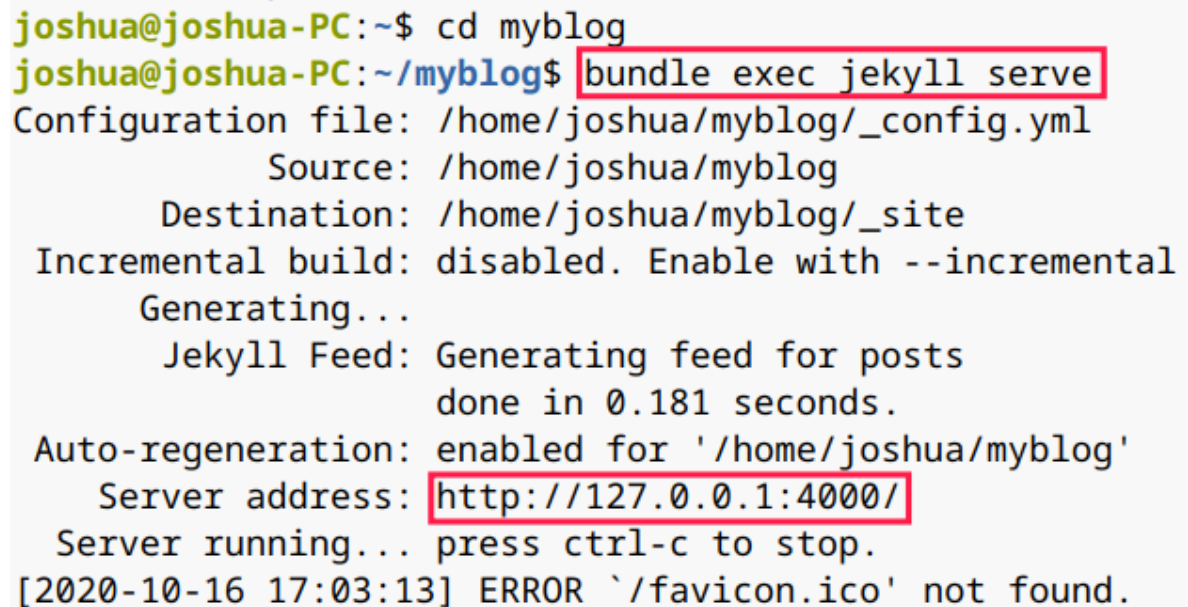 joshua@joshua-PC:~$ cd myblog
joshua@joshua-PC:~/myblog$ bundle exec jekyll serve
Configuration file: /home/joshua/myblog/_config.yml
Source: /home/joshua/myblog
Destination: /home/joshua/myblog/_site
Incremental build: disabled. Enable with --incremental
Generating...
Jekyll Feed: Generating feed for posts
done in 0.181 seconds.
Auto-regeneration: enabled for '/home/joshua/myblog'
Server address: http://127.0.0.1:4000/
Server running... press ctrl-c to stop.
[2020-10-16 17:03:13] ERROR `/favicon.ico' not found.